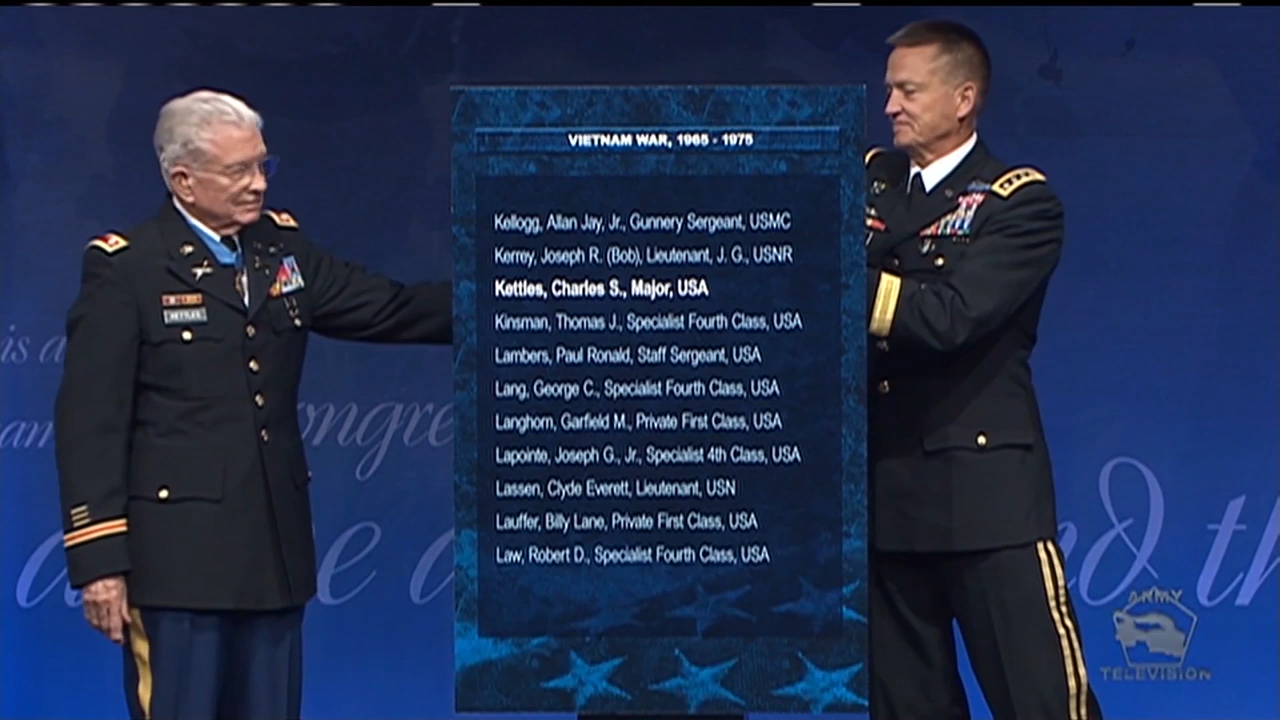 VIETNAM WAR, 1965 - 1975
Kellogg, Allan Jay, Jr., Gunnery Sergeant, USMC
Kerrey, Joseph R. (Bob), Lieutenant, J. G., USNR
Kettles, Charles S., Major, USA
Kinsman, Thomas J., Specialist Fourth Class, USA
Lambers, Paul Ronald, Staff Sergeant, USA
Lang, George C., Specialist Fourth Class, USA
Langhorn, Garfield M., Private First Class, USA
Lapointe, Joseph G., Jr., Specialist 4th Class, USA
Lassen, Clyde Everett, Lieutenant, USN
Lauffer, Billy Lane, Private First Class, USA
Law, Robert D., Specialist Fourth Class, USA
KETTLES
is a
ongre
ARMY
TELEVISION